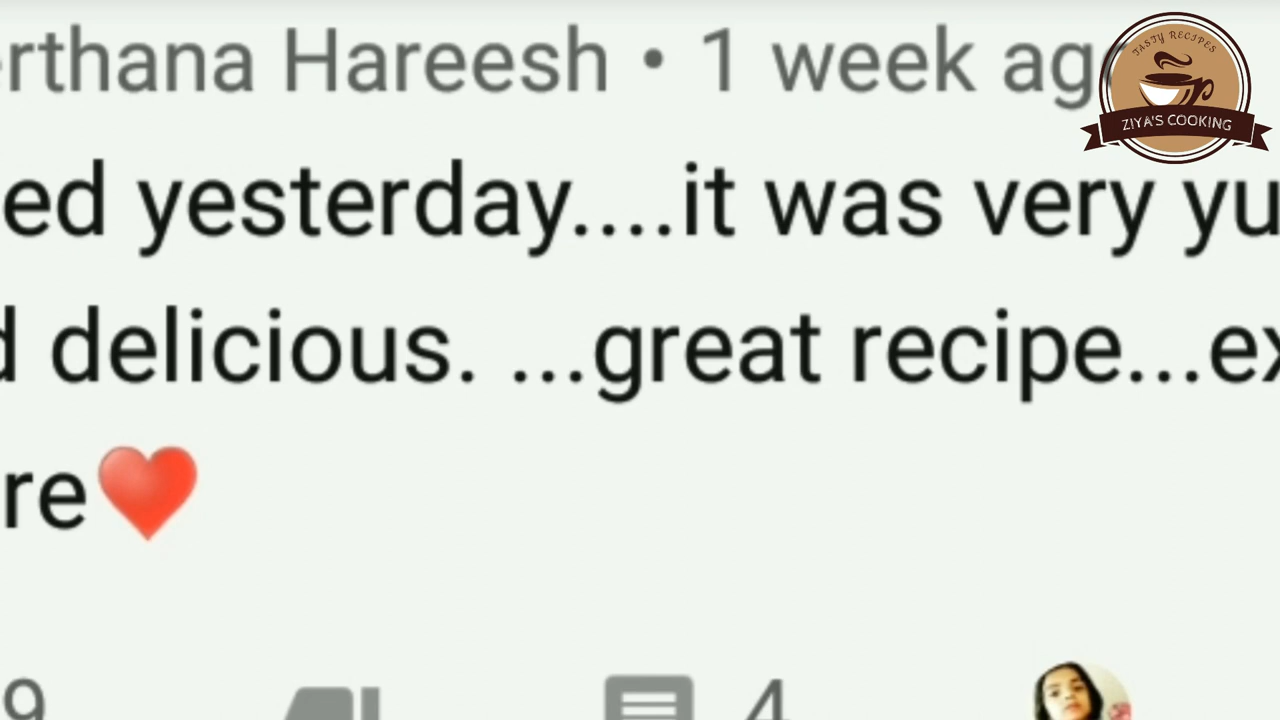 rthana Hareesh • 1 week ago
ed yesterday....it was very yu
d delicious. ...great recipe...ex
re❤️
9 4
TASTY RECIPES
ZIYA'S COOKING